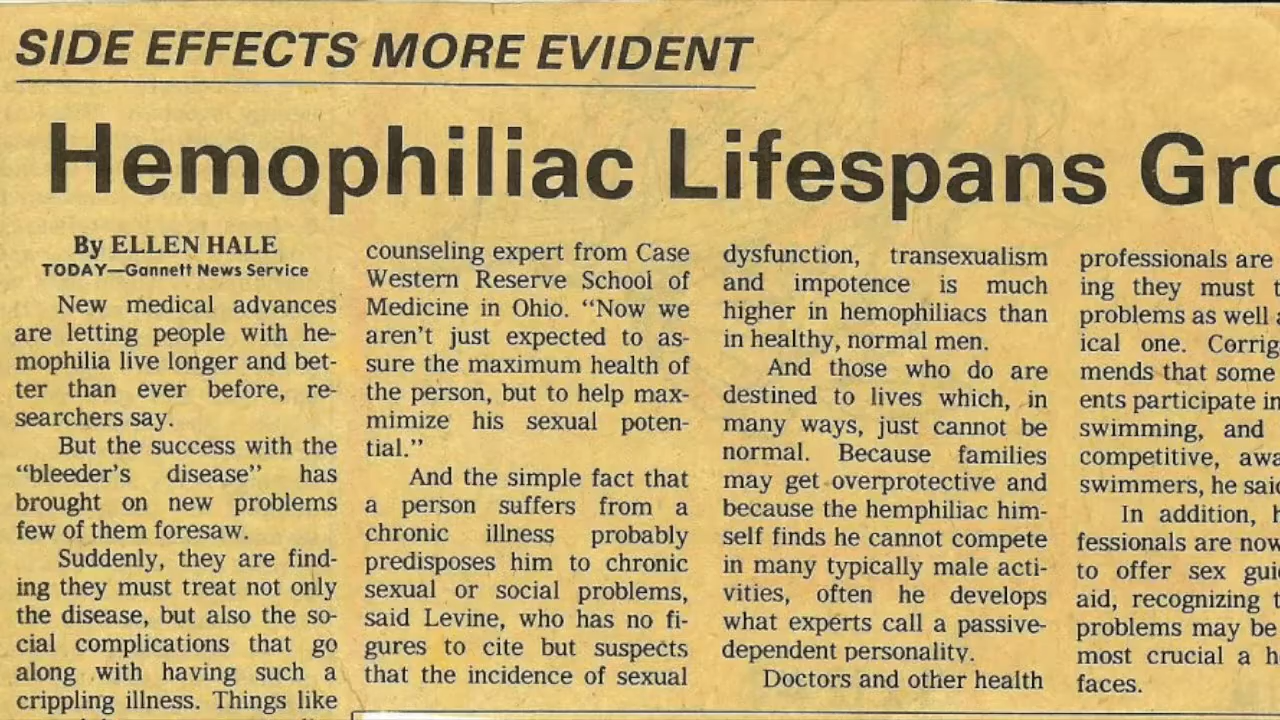 SIDE EFFECTS MORE EVIDENT
Hemophiliac Lifespans Gro
By ELLEN HALE
TODAY—Gannett News Service
New medical advances
are letting people with he-
mophilia live longer and bet-
ter than ever before, re-
searchers say.
But the success with the
"bleeder's disease" has
brought on new problems
few of them foresaw.
Suddenly, they are find-
ing they must treat not only
the disease, but also the so-
cial complications that go
along with having such a
crippling illness. Things like
counseling expert from Case
Western Reserve School of
Medicine in Ohio. "Now we
aren't just expected to as-
sure the maximum health of
the person, but to help max-
mimize his sexual poten-
tial."
And the simple fact that
a person suffers from a
chronic illness probably
predisposes him to chronic
sexual or social problems,
said Levine, who has no fi-
gures to cite but suspects
that the incidence of sexual
dysfunction, transexualism
and impotence is much
higher in hemophiliacs than
in healthy, normal men.
And those who do are
destined to lives which, in
many ways, just cannot be
normal. Because families
may get overprotective and
because the hemphiliac him-
self finds he cannot compete
in many typically male acti-
vities, often he develops
what experts call a passive-
dependent personality.
Doctors and other health
professionals are
ing they must t
problems as well a
ical one. Corrig
mends that some
ents participate in
swimming, and
competitive, awa
swimmers, he said
In addition, h
fessionals are now
to offer sex guid
aid, recognizing t
problems may be
most crucial a he
faces.